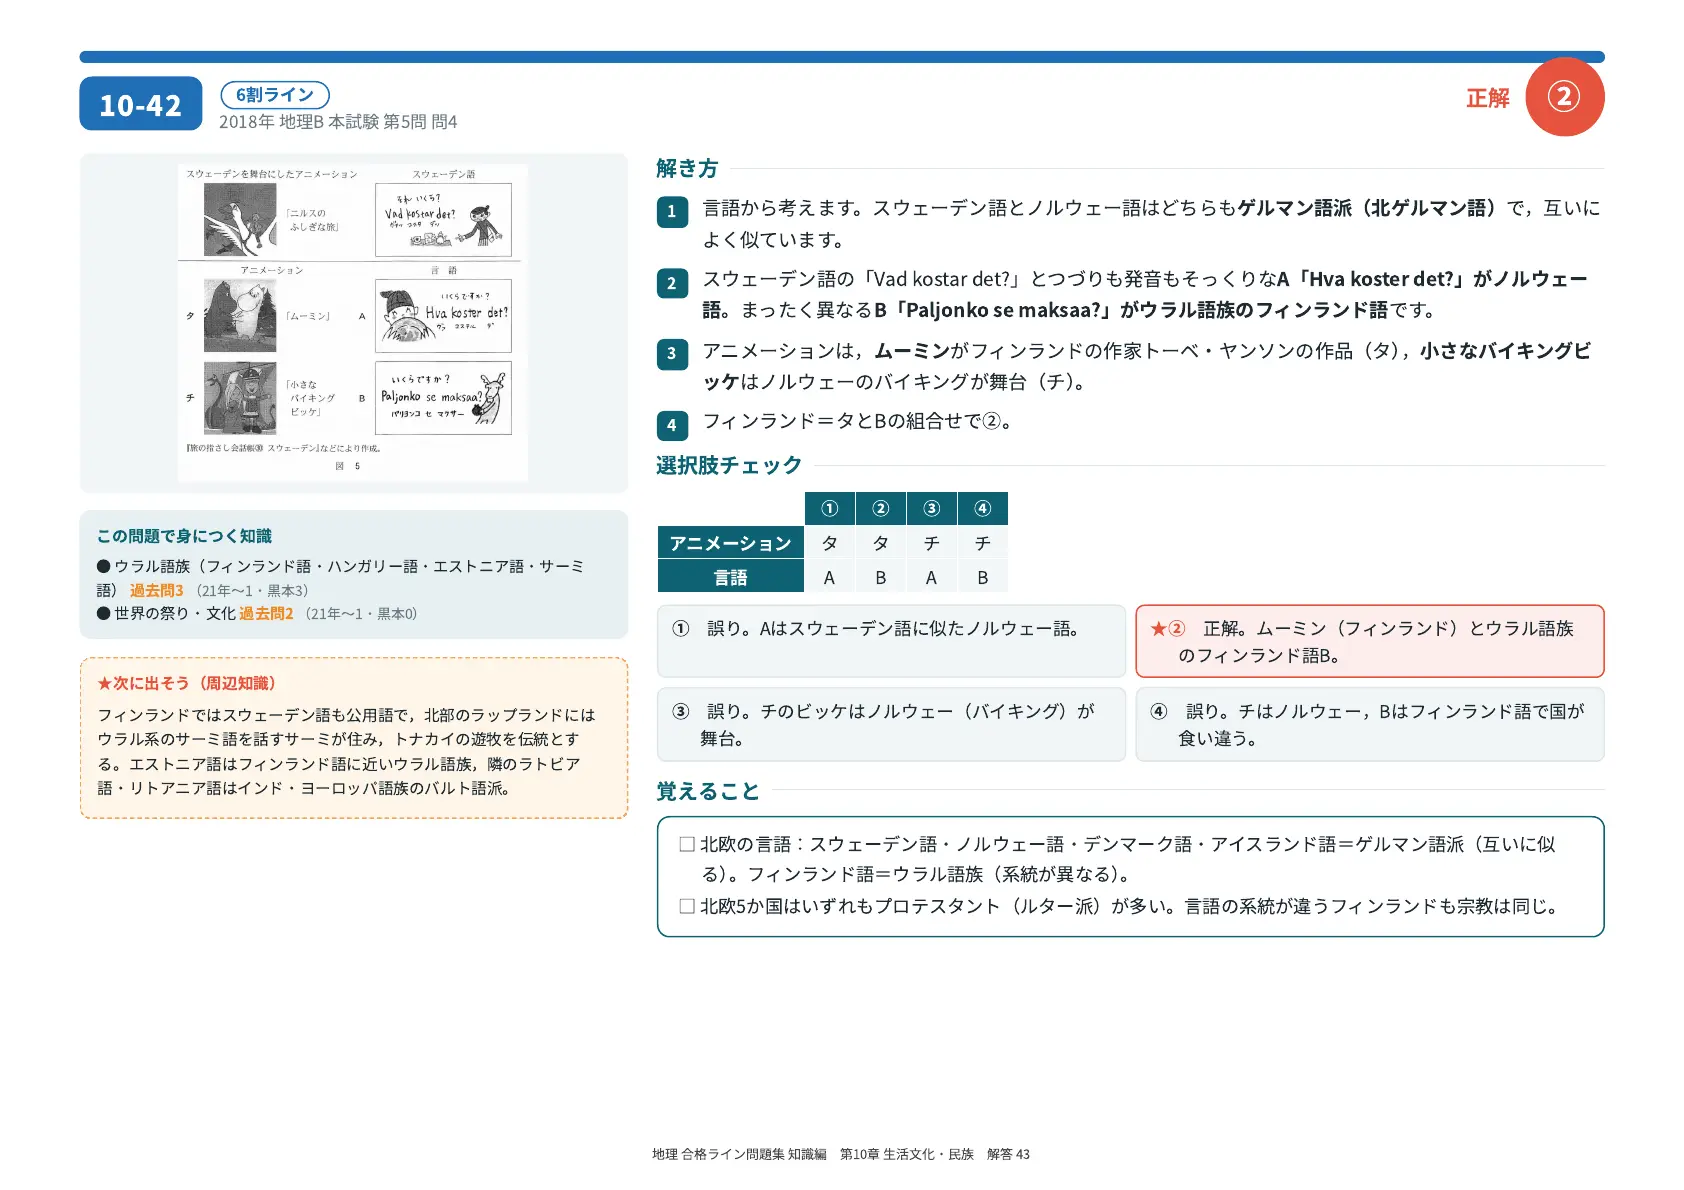 10-42
6割ライン
2018年 地理B 本試験 第5問 問4
正解 ②
スウェーデンを舞台にしたアニメーション
スウェーデン語
「ニルスの
ふしぎな旅」
それ いくら?
Vad kostar det?
アニメーション
言 語
タ
「ムーミン」
A
いくらですか?
Hva koster det?
チ
「小さな
バイキング
ビッケ」
B
いくらですか?
Paljonko se maksaa?
パリヨンコ セ マクサー
『旅の指さし会話帳㉚ スウェーデン』などにより作成。
図 5
この問題で身につく知識
● ウラル語族（フィンランド語・ハンガリー語・エストニア語・サーミ
語） 過去問3 （21年〜1・黒本3）
● 世界の祭り・文化 過去問2 （21年〜1・黒本0）
★次に出そう（周辺知識）
フィンランドではスウェーデン語も公用語で，北部のラップランドには
ウラル系のサーミ語を話すサーミが住み，トナカイの遊牧を伝統とす
る。エストニア語はフィンランド語に近いウラル語族，隣のラトビア
語・リトアニア語はインド・ヨーロッパ語族のバルト語派。
解き方
1 言語から考えます。スウェーデン語とノルウェー語はどちらもゲルマン語派（北ゲルマン語）で，互いに
よく似ています。
2 スウェーデン語の「Vad kostar det?」とつづりも発音もそっくりなA「Hva koster det?」がノルウェー
語。まったく異なるB「Paljonko se maksaa?」がウラル語族のフィンランド語です。
3 アニメーションは，ムーミンがフィンランドの作家トーベ・ヤンソンの作品（タ），小さなバイキングビ
ッケはノルウェーのバイキングが舞台（チ）。
4 フィンランド＝タとBの組合せで②。
選択肢チェック
① ② ③ ④
アニメーション タ タ チ チ
言語 A B A B
① 誤り。Aはスウェーデン語に似たノルウェー語。
★② 正解。ムーミン（フィンランド）とウラル語族
のフィンランド語B。
③ 誤り。チのビッケはノルウェー（バイキング）が
舞台。
④ 誤り。チはノルウェー，Bはフィンランド語で国が
食い違う。
覚えること
□ 北欧の言語：スウェーデン語・ノルウェー語・デンマーク語・アイスランド語＝ゲルマン語派（互いに似
る）。フィンランド語＝ウラル語族（系統が異なる）。
□ 北欧5か国はいずれもプロテスタント（ルター派）が多い。言語の系統が違うフィンランドも宗教は同じ。
地理 合格ライン問題集 知識編 第10章 生活文化・民族 解答 43